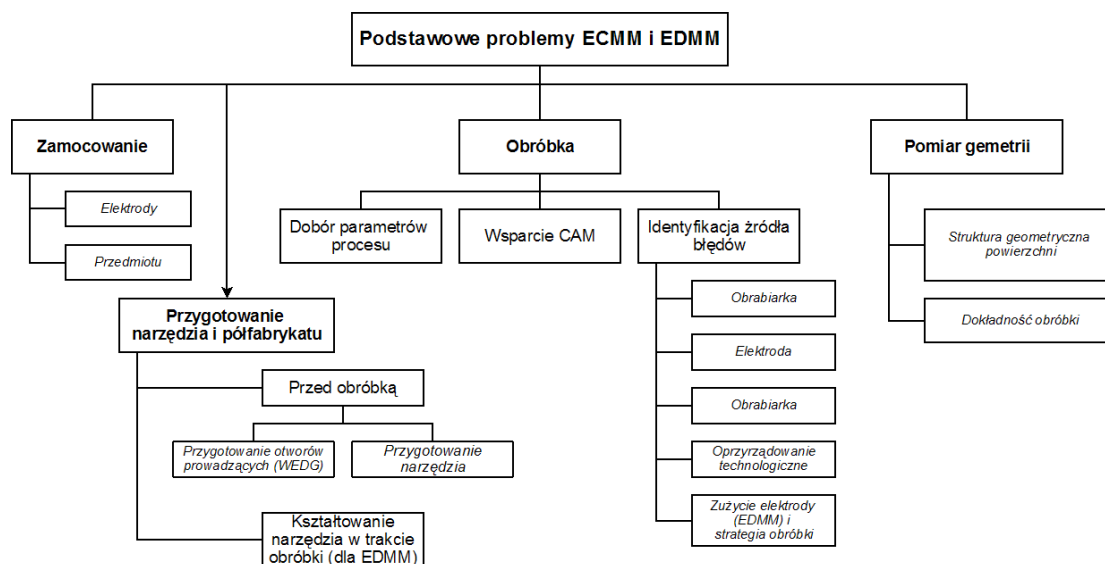 Podstawowe problemy ECMM i EDMM
Zamocowanie
Elektrody
Przedmiotu
Przygotowanie
narzędzia i półfabrykatu
Przed obróbką
Przygotowanie otworów
prowadzących (WEDG)
Przygotowanie
narzędzia
Kształtowanie
narzędzia w trakcie
obróbki (dla EDMM)
Obróbka
Dobór parametrów
procesu
Wsparcie CAM
Identyfikacja źródła
błędów
Obrabiarka
Elektroda
Obrabiarka
Oprzyrządowanie
technologiczne
Zużycie elektrody
(EDMM) i
strategia obróbki
Pomiar gemetrii
Struktura geometryczna
powierzchni
Dokładność obróbki